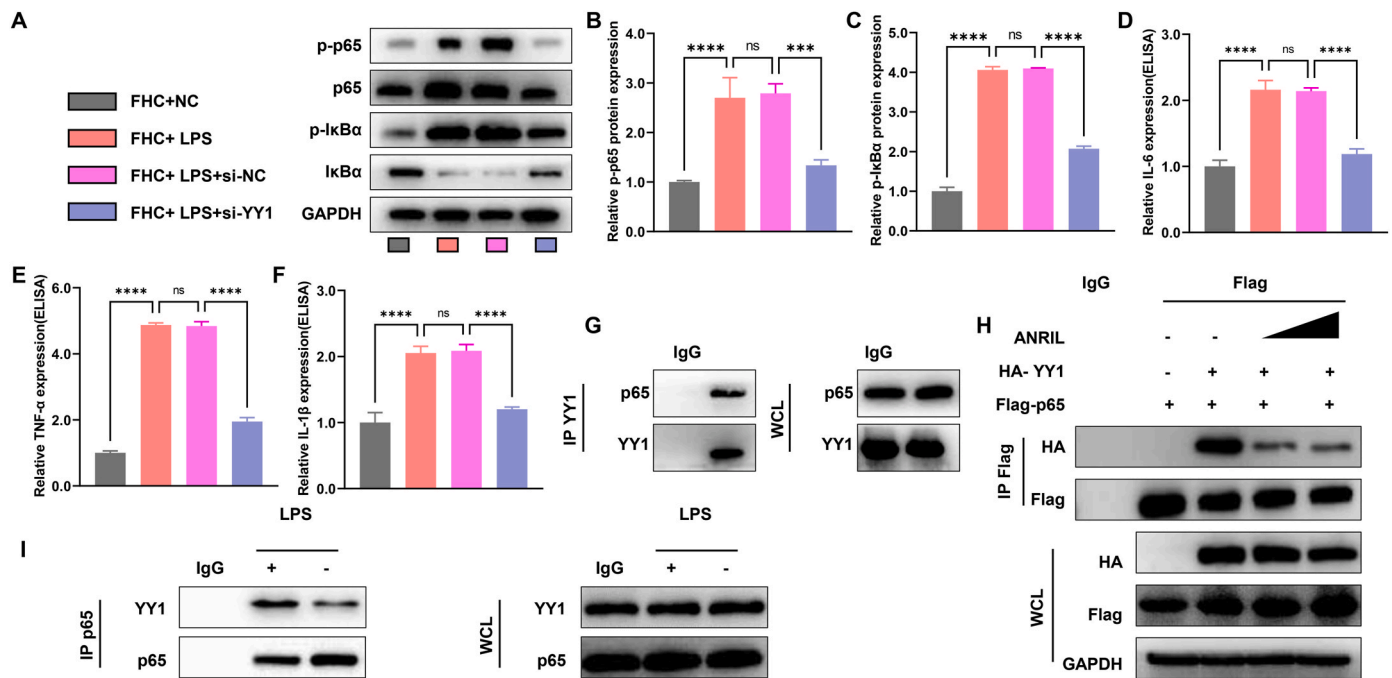 A
FHC+NC
FHC+ LPS
FHC+ LPS+si-NC
FHC+ LPS+si-YY1
p-p65
p65
p-IκBα
IκBα
GAPDH
B
Relative p-p65 protein expression
4.0
3.0
2.0
1.0
0.0
**** ns ***
C
Relative p-IκBα protein expression
5.0
4.0
3.0
2.0
1.0
0.0
**** ns ****
D
Relative IL-6 expression(ELISA)
3.0
2.0
1.0
0.0
**** ns ****
E
Relative TNF-α expression(ELISA)
6.0
4.0
2.0
0.0
**** ns ****
F
Relative IL-1β expression(ELISA)
3.0
2.0
1.0
0.0
**** ns ****
G
IgG
IP YY1
p65
YY1
IgG
WCL
p65
YY1
H
IgG Flag
ANRIL - -
HA- YY1 - + + +
Flag-p65 + + + +
IP Flag
HA
Flag
WCL
HA
Flag
GAPDH
I
LPS
IgG + -
IP p65
YY1
p65
LPS
IgG + -
WCL
YY1
p65